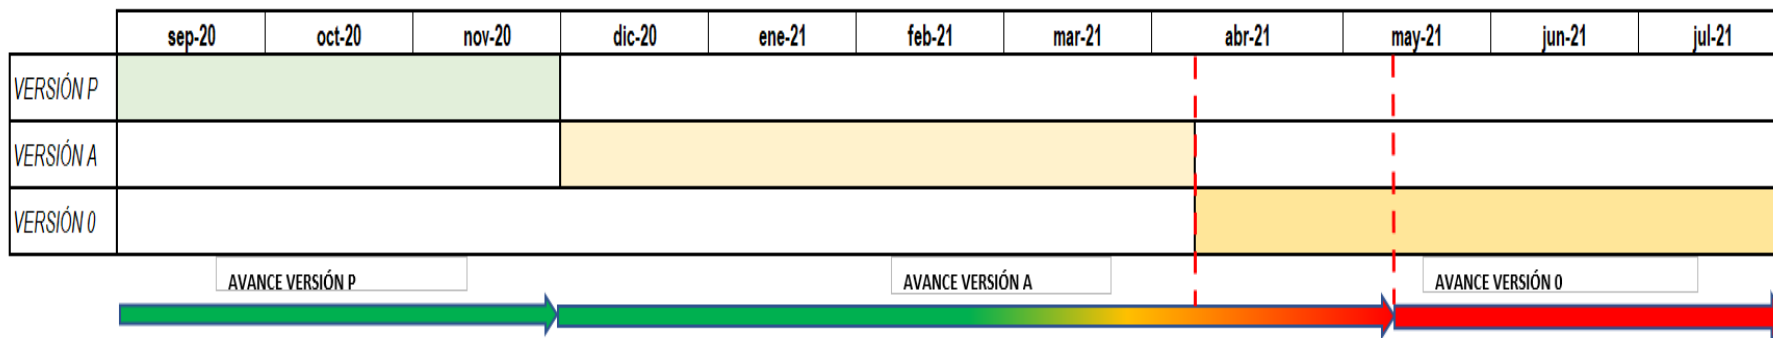 sep-20 oct-20 nov-20 dic-20 ene-21 feb-21 mar-21 abr-21 may-21 jun-21 jul-21
VERSIÓN P
VERSIÓN A
VERSIÓN 0
AVANCE VERSIÓN P AVANCE VERSIÓN A AVANCE VERSIÓN 0